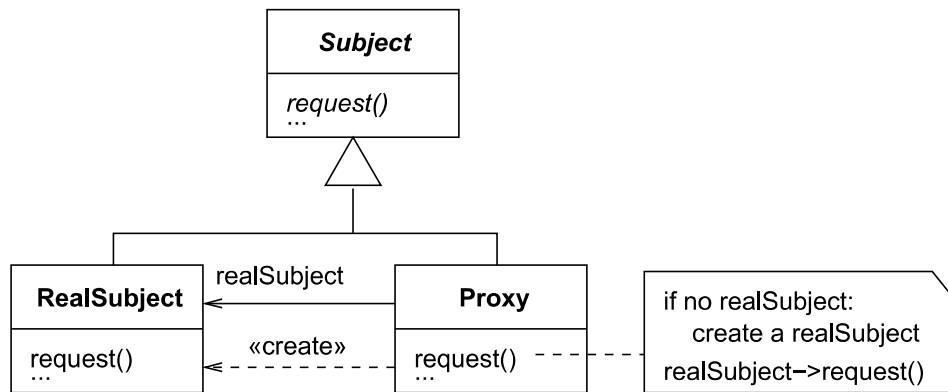 Subject
request()
...
RealSubject
request()
...
realSubject
«create»
Proxy
request()
...
if no realSubject:
create a realSubject
realSubject−>request()